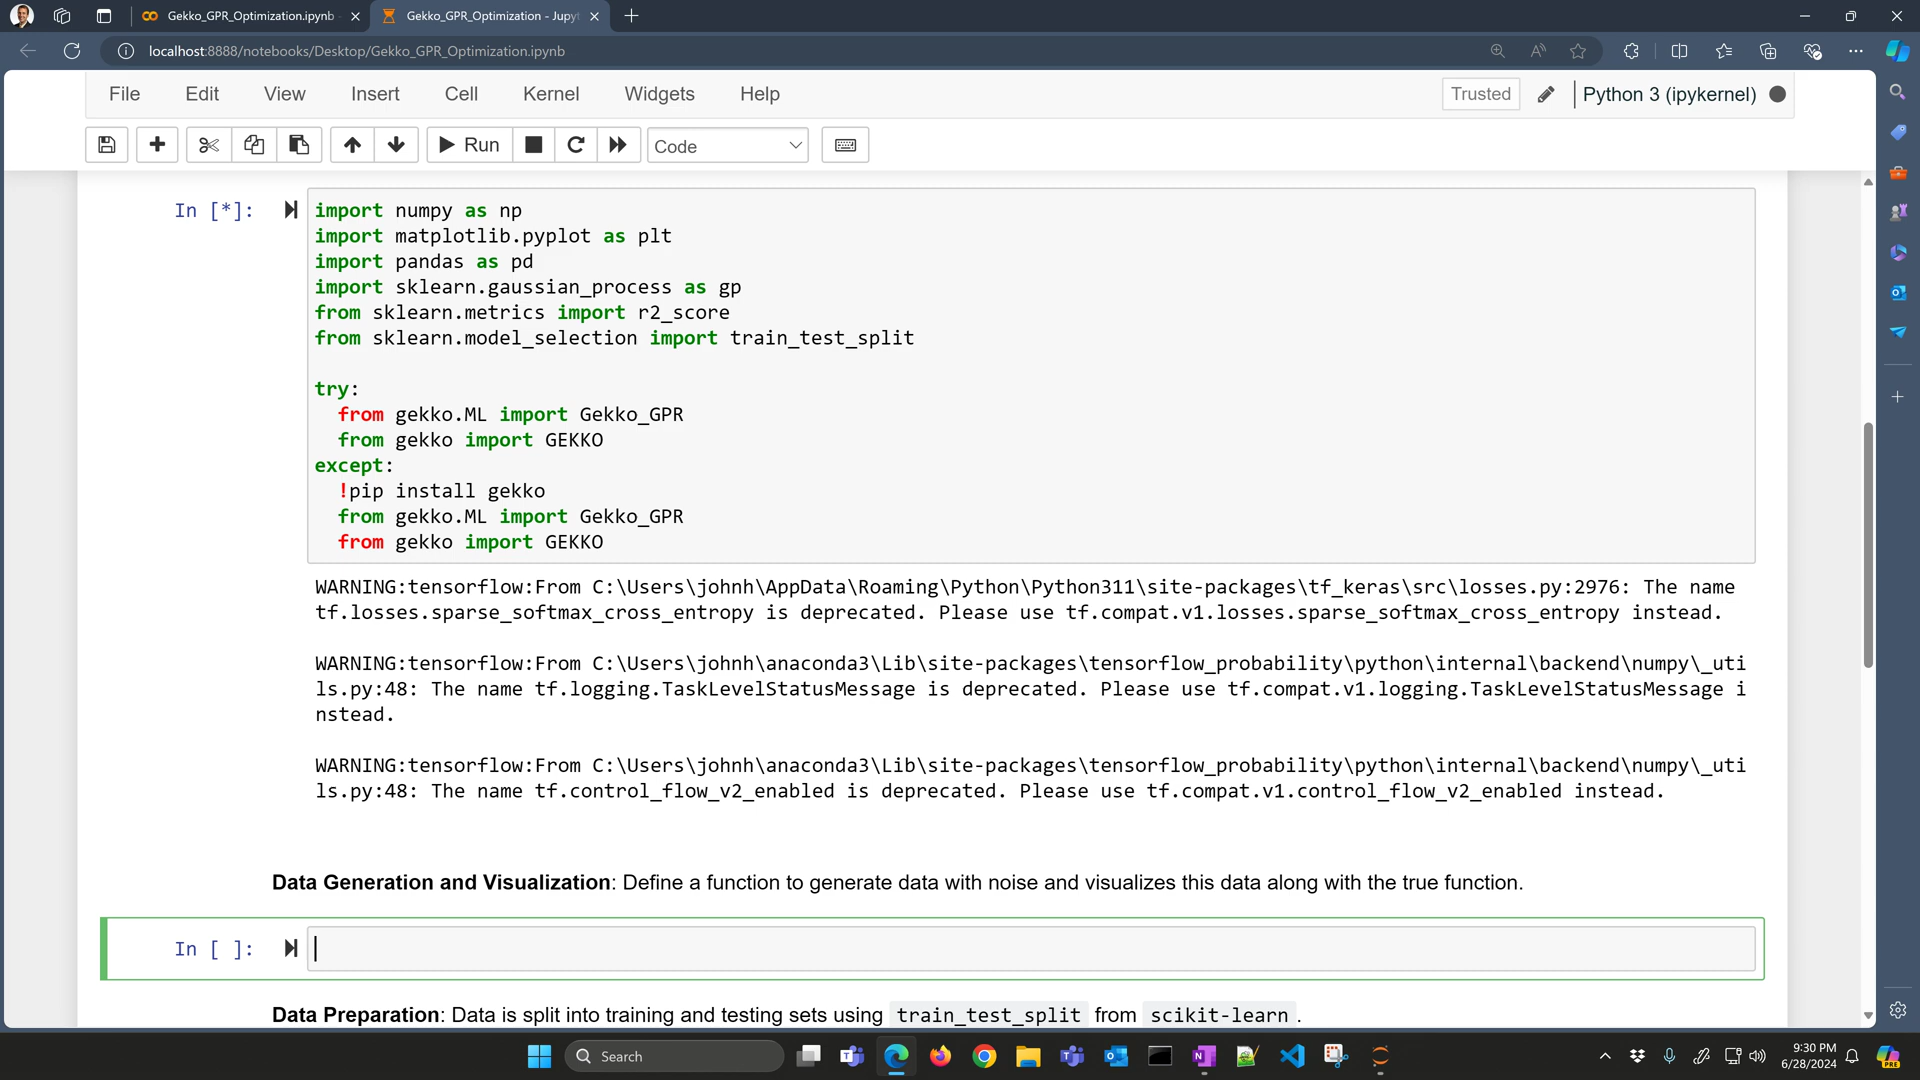 Gekko_GPR_Optimization.ipynb
Gekko_GPR_Optimization - Jupyt
localhost:8888/notebooks/Desktop/Gekko_GPR_Optimization.ipynb
File Edit View Insert Cell Kernel Widgets Help Trusted Python 3 (ipykernel)
Run Code
In [*]:
import numpy as np
import matplotlib.pyplot as plt
import pandas as pd
import sklearn.gaussian_process as gp
from sklearn.metrics import r2_score
from sklearn.model_selection import train_test_split
try:
from gekko.ML import Gekko_GPR
from gekko import GEKKO
except:
!pip install gekko
from gekko.ML import Gekko_GPR
from gekko import GEKKO
WARNING:tensorflow:From C:\Users\johnh\AppData\Roaming\Python\Python311\site-packages\tf_keras\src\losses.py:2976: The name
tf.losses.sparse_softmax_cross_entropy is deprecated. Please use tf.compat.v1.losses.sparse_softmax_cross_entropy instead.
WARNING:tensorflow:From C:\Users\johnh\anaconda3\Lib\site-packages\tensorflow_probability\python\internal\backend\numpy\_uti
ls.py:48: The name tf.logging.TaskLevelStatusMessage is deprecated. Please use tf.compat.v1.logging.TaskLevelStatusMessage i
nstead.
WARNING:tensorflow:From C:\Users\johnh\anaconda3\Lib\site-packages\tensorflow_probability\python\internal\backend\numpy\_uti
ls.py:48: The name tf.control_flow_v2_enabled is deprecated. Please use tf.compat.v1.control_flow_v2_enabled instead.
Data Generation and Visualization: Define a function to generate data with noise and visualizes this data along with the true function.
In [ ]:
Data Preparation: Data is split into training and testing sets using train_test_split from scikit-learn.
Search
9:30 PM
6/28/2024